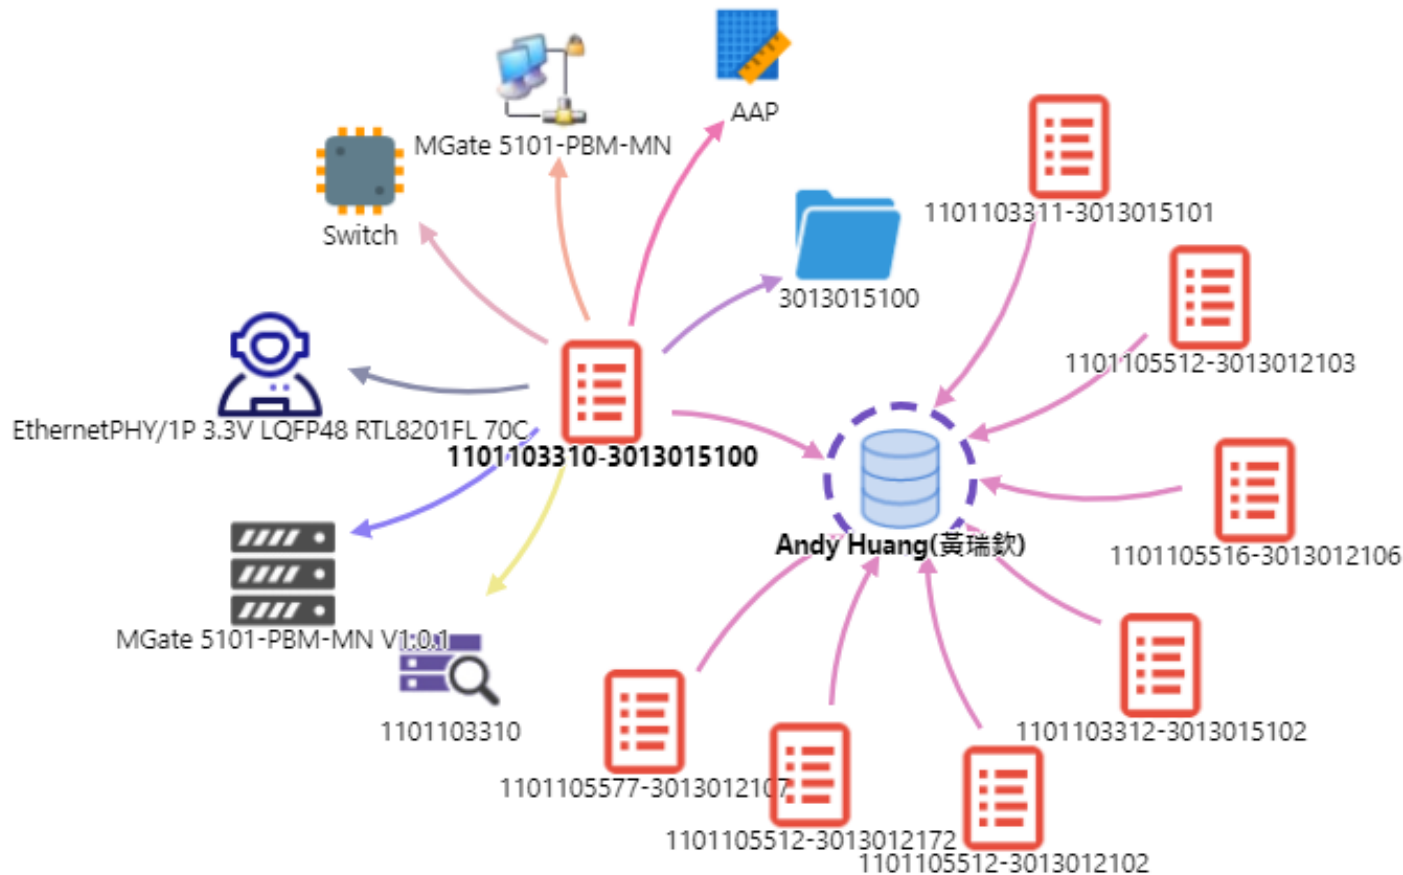 AAP
MGate 5101-PBM-MN
1101103311-3013015101
Switch
3013015100
1101105512-3013012103
EthernetPHY/1P 3.3V LQFP48 RTL8201FL 70C
1101103310-3013015100
Andy Huang(黃瑞欽)
1101105516-3013012106
MGate 5101-PBM-MN V1.0.1
1101103310
1101103312-3013015102
1101105577-3013012107
1101105512-3013012172
1101105512-3013012102